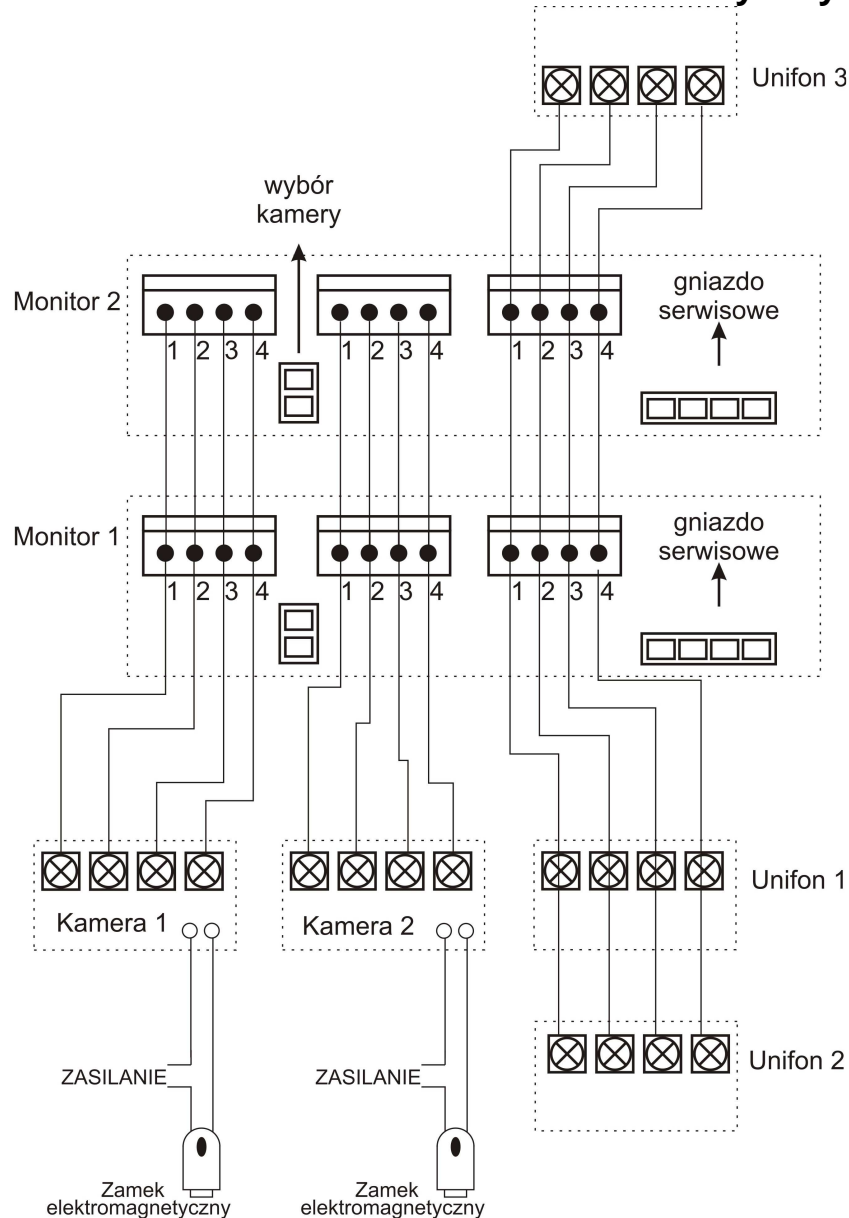 Unifon 3
wybór
kamery
Monitor 2
gniazdo
serwisowe
1 2 3 4 1 2 3 4 1 2 3 4
Monitor 1
gniazdo
serwisowe
1 2 3 4 1 2 3 4 1 2 3 4
Kamera 1
Kamera 2
Unifon 1
ZASILANIE
ZASILANIE
Unifon 2
Zamek
elektromagnetyczny
Zamek
elektromagnetyczny